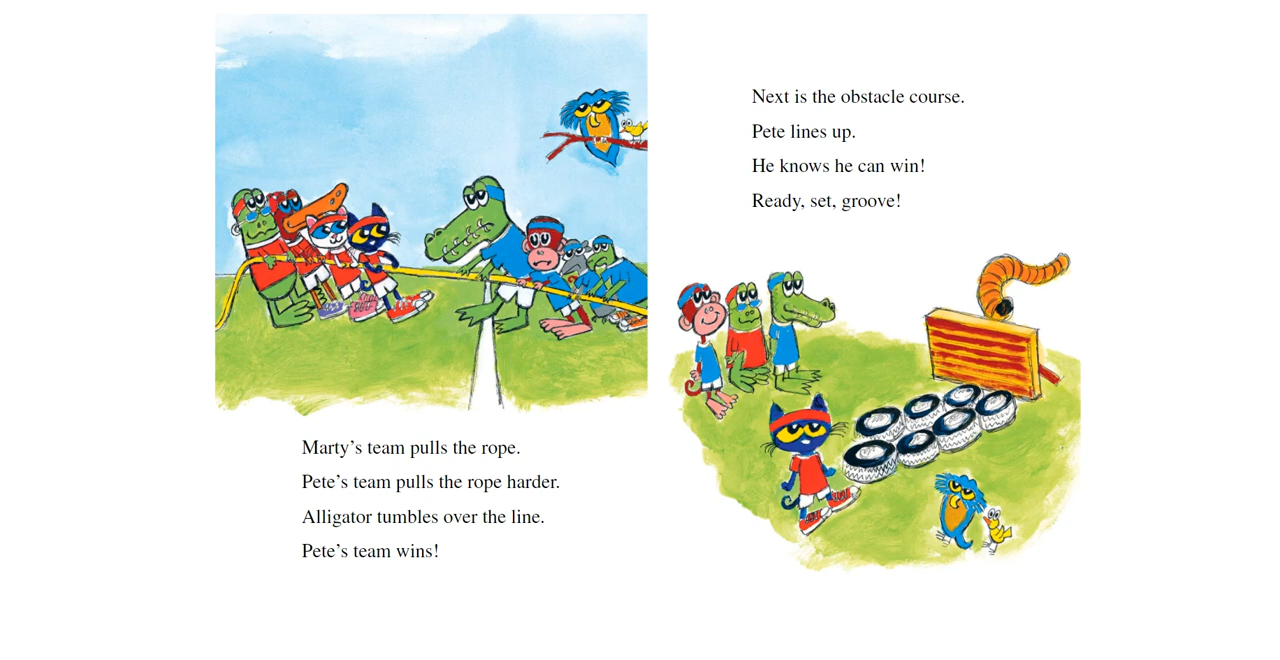 Marty’s team pulls the rope.
Pete’s team pulls the rope harder.
Alligator tumbles over the line.
Pete’s team wins!
Next is the obstacle course.
Pete lines up.
He knows he can win!
Ready, set, groove!